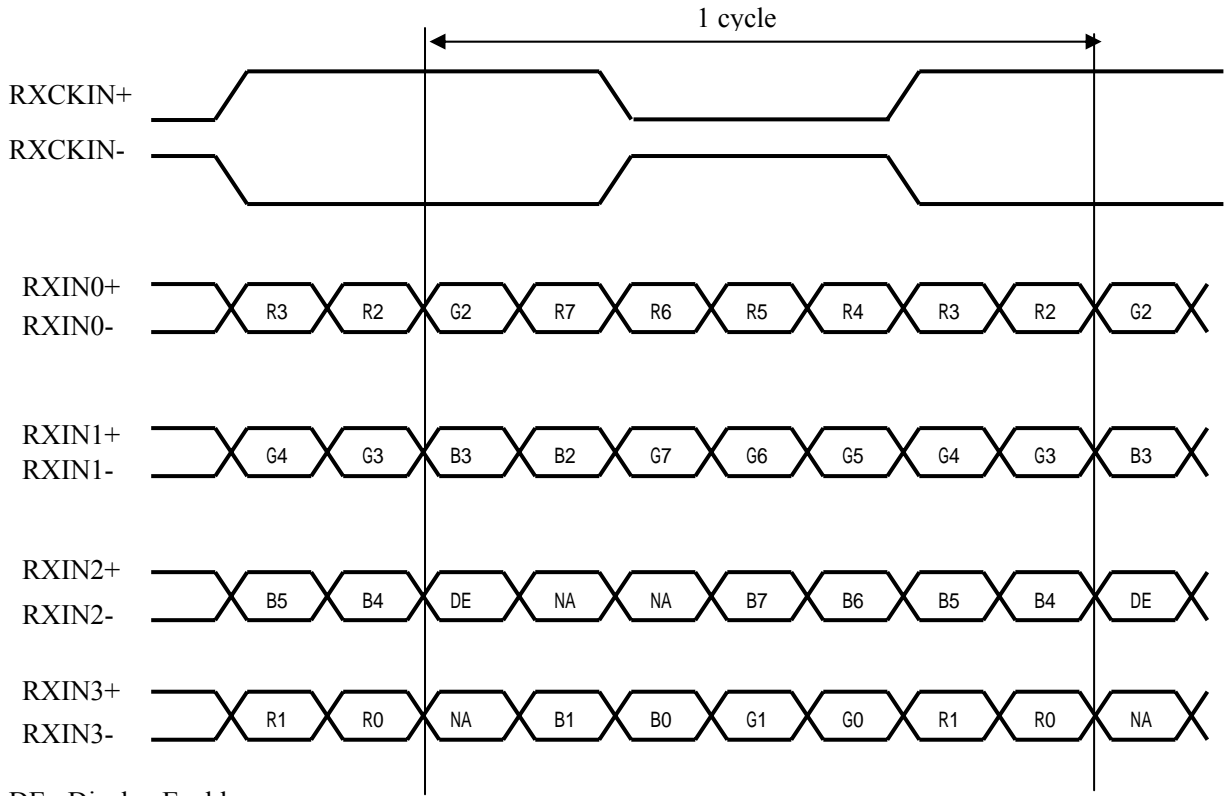 1 cycle
RXCKIN+
RXCKIN-
RXIN0+
RXIN0-
R3 R2 G2 R7 R6 R5 R4 R3 R2 G2
RXIN1+
RXIN1-
G4 G3 B3 B2 G7 G6 G5 G4 G3 B3
RXIN2+
RXIN2-
B5 B4 DE NA NA B7 B6 B5 B4 DE
RXIN3+
RXIN3-
R1 R0 NA B1 B0 G1 G0 R1 R0 NA